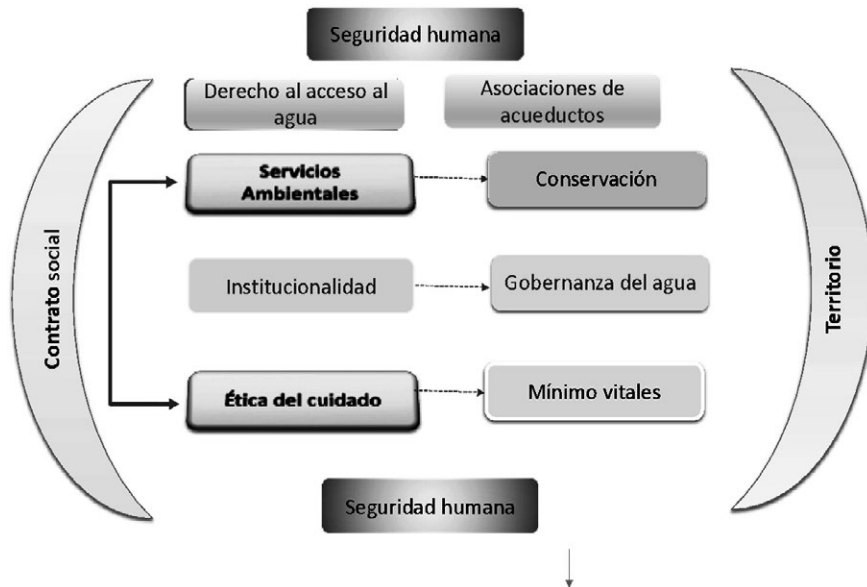 Seguridad humana
Derecho al acceso al
agua
Asociaciones de
acueductos
Servicios
Ambientales
Conservación
Institucionalidad
Gobernanza del agua
Contrato social
Territorio
Ética del cuidado
Mínimo vitales
Seguridad humana